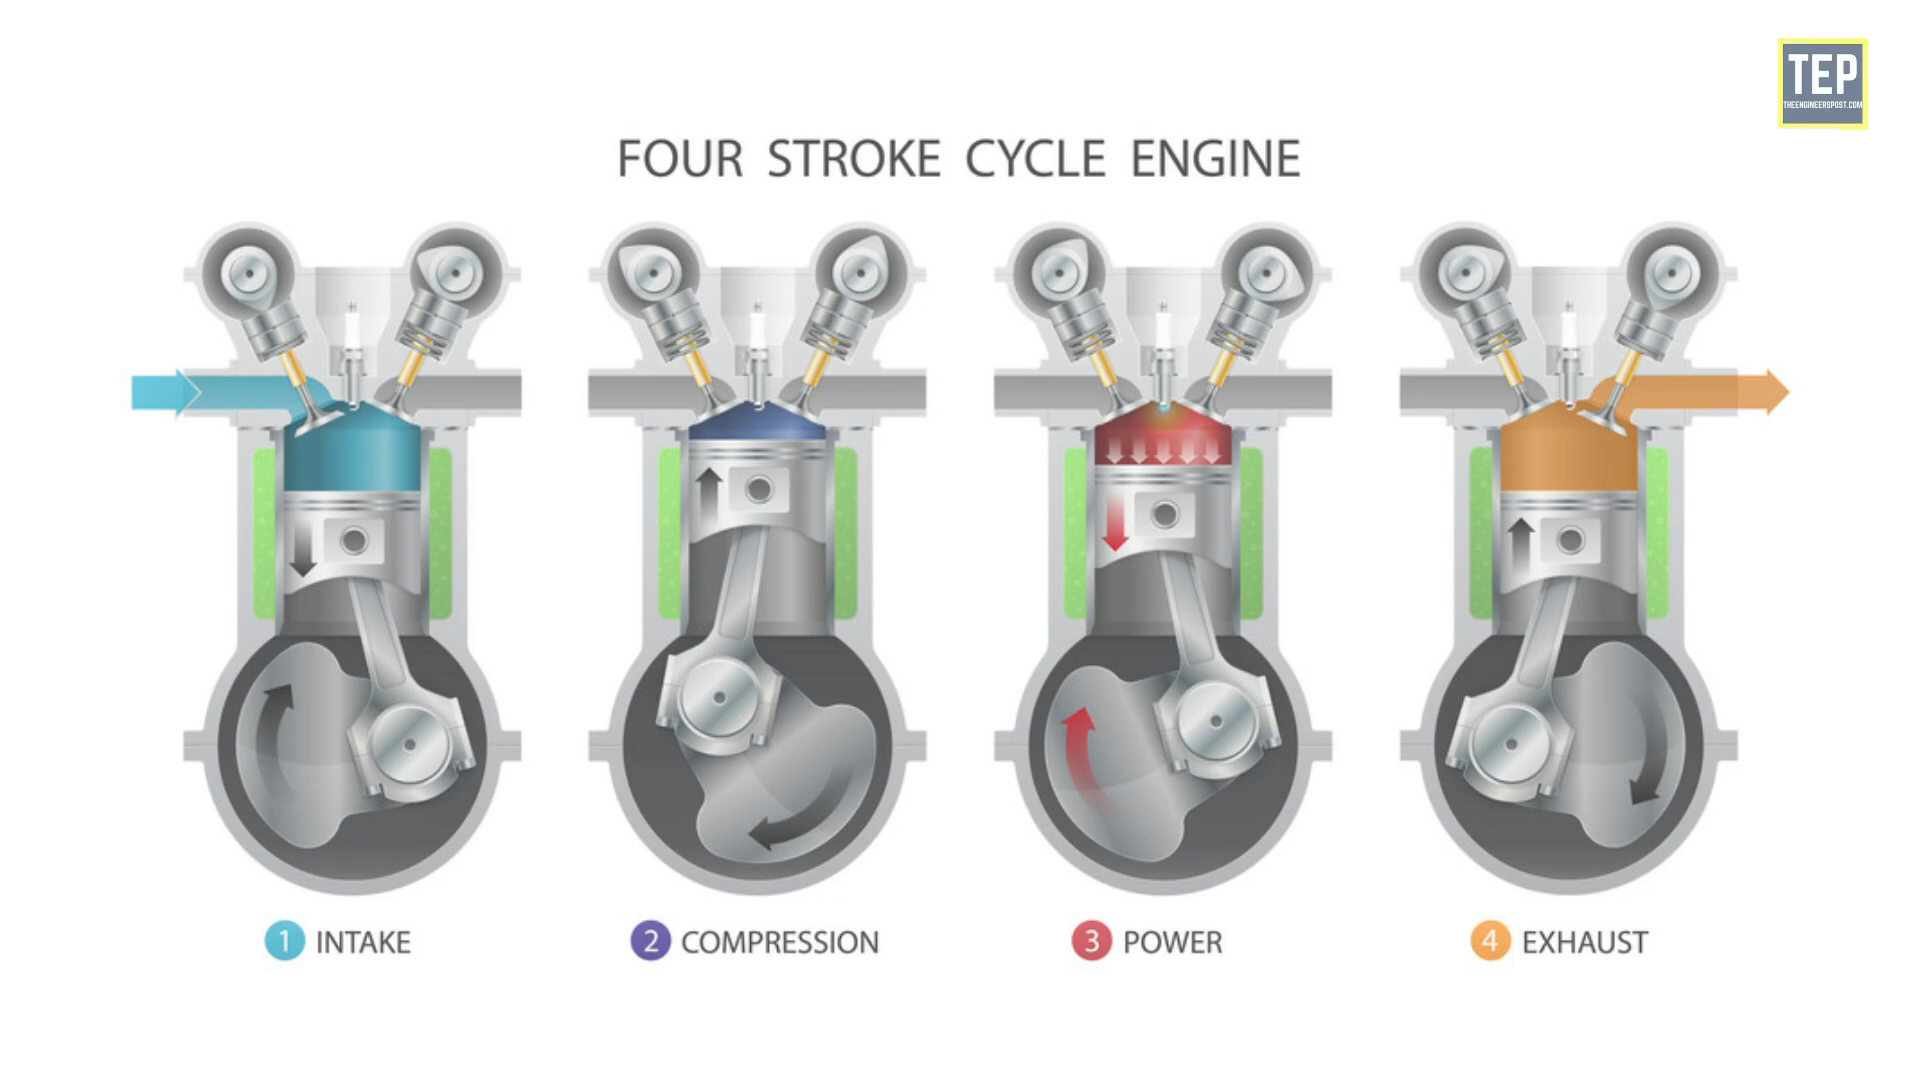 TEP
THEENGINEERSPOST.COM
FOUR STROKE CYCLE ENGINE
1 INTAKE
2 COMPRESSION
3 POWER
4 EXHAUST